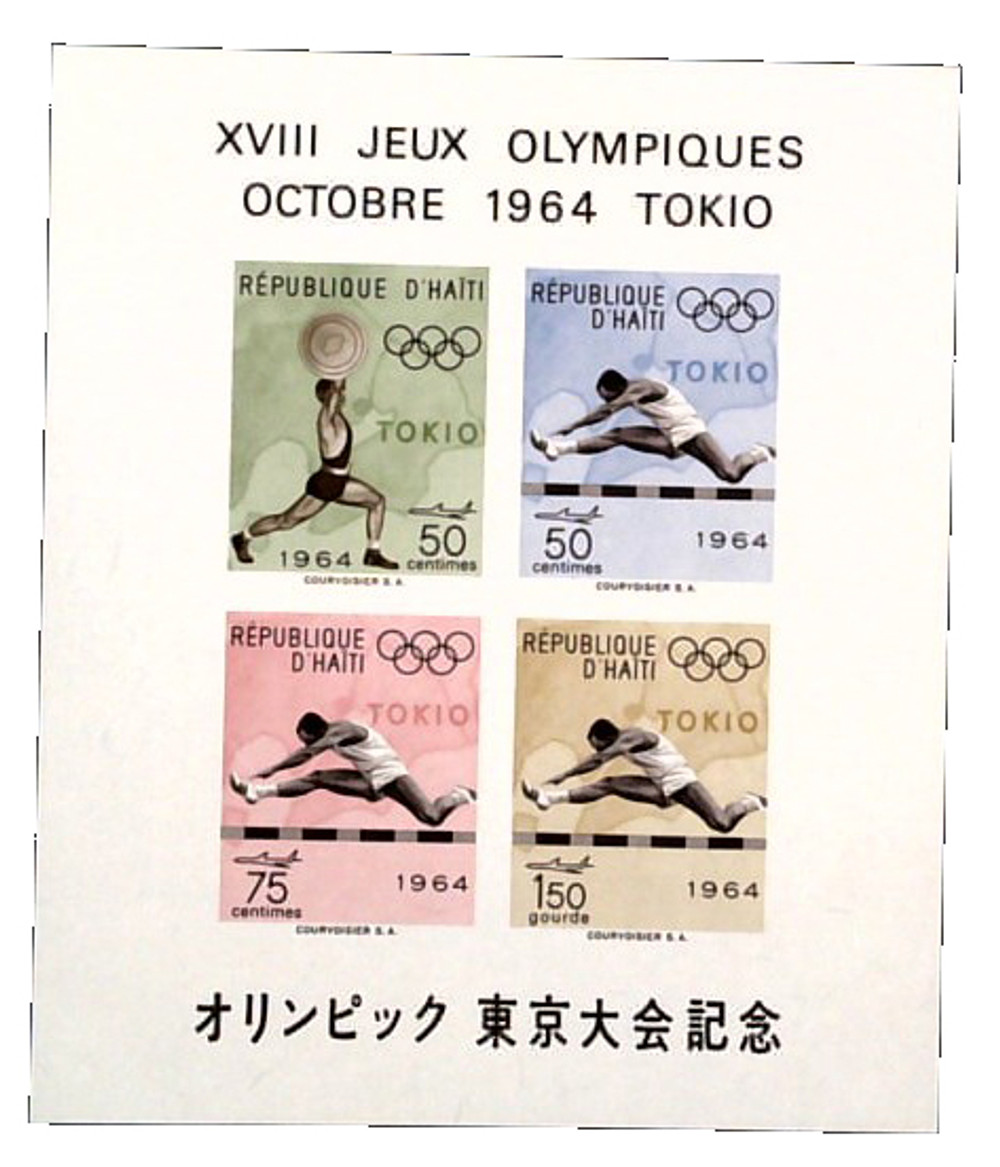 XVIII JEUX OLYMPIQUES
OCTOBRE 1964 TOKIO
RÉPUBLIQUE D'HAÏTI
TOKIO
1964
50
centimes
COURVOISIER S. A.
RÉPUBLIQUE
D'HAÏTI
TOKIO
50
centimes
1964
COURVOISIER S. A.
RÉPUBLIQUE
D'HAÏTI
TOKIO
75
centimes
1964
COURVOISIER S. A.
RÉPUBLIQUE
D'HAÏTI
TOKIO
150
gourde
1964
COURVOISIER S. A.
オリンピック 東京大会記念